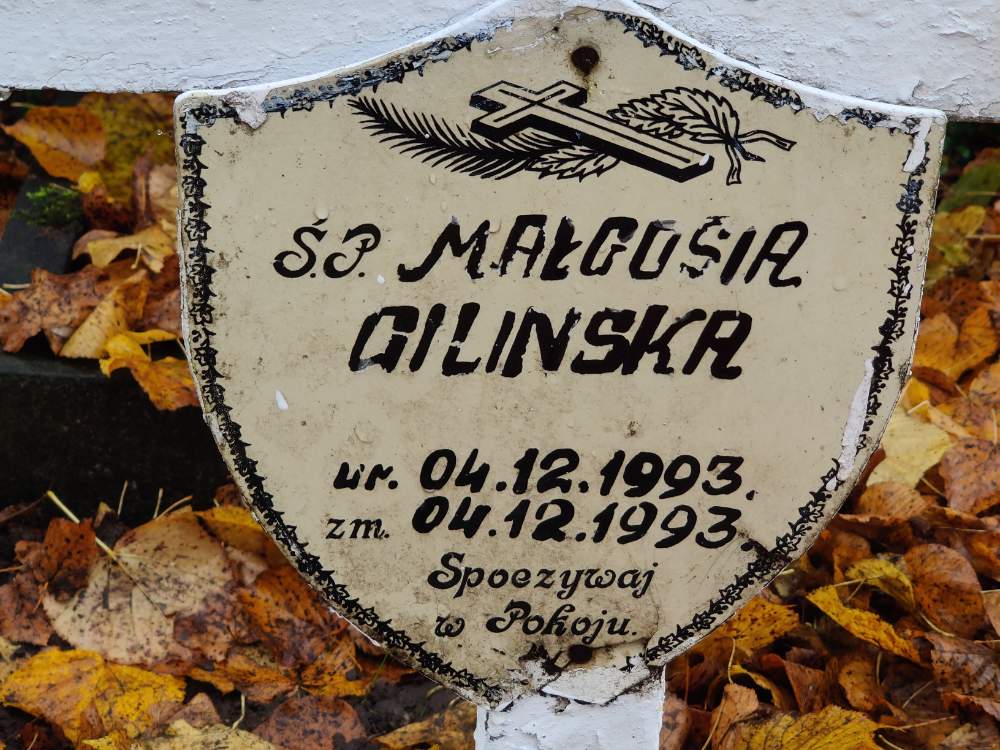 Ś.P. MAŁGOSIA
GILINSKA
ur. 04.12.1993.
zm. 04.12.1993.
Spoczywaj
w Pokoju.